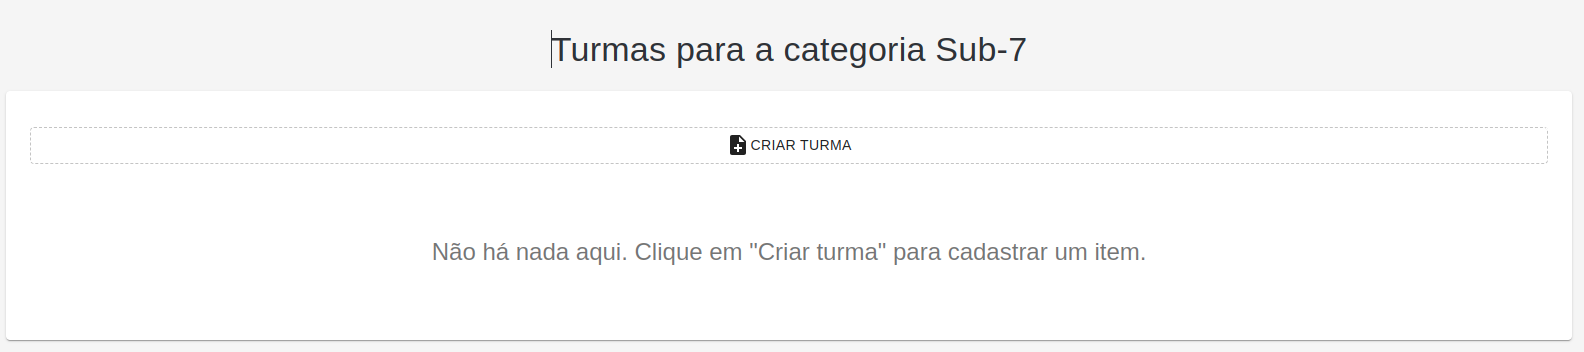 Turmas para a categoria Sub-7
CRIAR TURMA
Não há nada aqui. Clique em "Criar turma" para cadastrar um item.